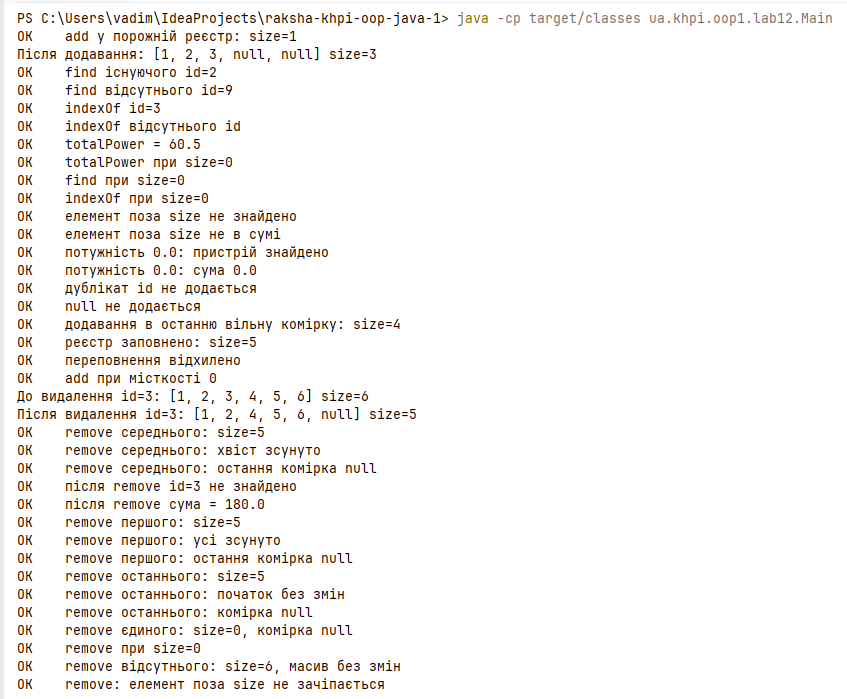 PS C:\Users\vadim\IdeaProjects\raksha-khpi-oop-java-1> java -cp target/classes ua.khpi.oop1.lab12.Main
OK    add у порожній реєстр: size=1
Після додавання: [1, 2, 3, null, null] size=3
OK    find існуючого id=2
OK    find відсутнього id=9
OK    indexOf id=3
OK    indexOf відсутнього id
OK    totalPower = 60.5
OK    totalPower при size=0
OK    find при size=0
OK    indexOf при size=0
OK    елемент поза size не знайдено
OK    елемент поза size не в сумі
OK    потужність 0.0: пристрій знайдено
OK    потужність 0.0: сума 0.0
OK    дублікат id не додається
OK    null не додається
OK    додавання в останню вільну комірку: size=4
OK    реєстр заповнено: size=5
OK    переповнення відхилено
OK    add при місткості 0
До видалення id=3: [1, 2, 3, 4, 5, 6] size=6
Після видалення id=3: [1, 2, 4, 5, 6, null] size=5
OK    remove середнього: size=5
OK    remove середнього: хвіст зсунуто
OK    remove середнього: остання комірка null
OK    після remove id=3 не знайдено
OK    після remove сума = 180.0
OK    remove першого: size=5
OK    remove першого: усі зсунуто
OK    remove першого: остання комірка null
OK    remove останнього: size=5
OK    remove останнього: початок без змін
OK    remove останнього: комірка null
OK    remove єдиного: size=0, комірка null
OK    remove при size=0
OK    remove відсутнього: size=6, масив без змін
OK    remove: елемент поза size не зачіпається